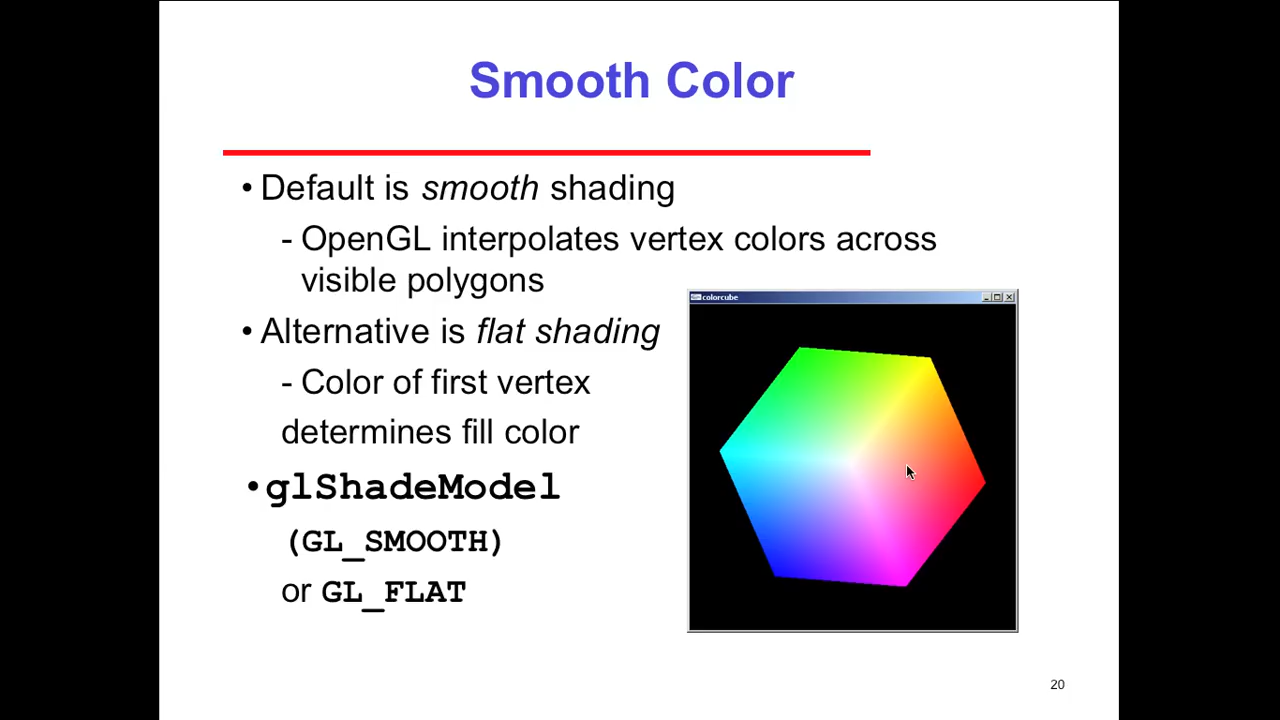 Smooth Color
• Default is smooth shading
- OpenGL interpolates vertex colors across
visible polygons
• Alternative is flat shading
- Color of first vertex
determines fill color
• glShadeModel
(GL_SMOOTH)
or GL_FLAT
colorcube
20